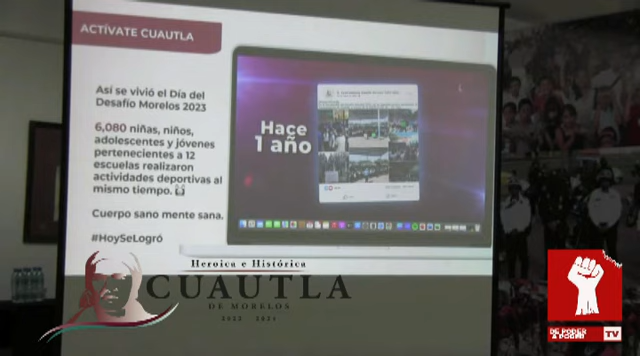 ACTÍVATE CUAUTLA
Así se vivió el Día del
Desafío Morelos 2023
6,080 niñas, niños,
adolescentes y jóvenes
pertenecientes a 12
escuelas realizaron
actividades deportivas al
mismo tiempo.
Cuerpo sano mente sana.
#HoySeLogró
Hace
1 año
Heroica e Histórica
CUAUTLA
DE MORELOS
2022 2024
DE PODER
A PODER
TV